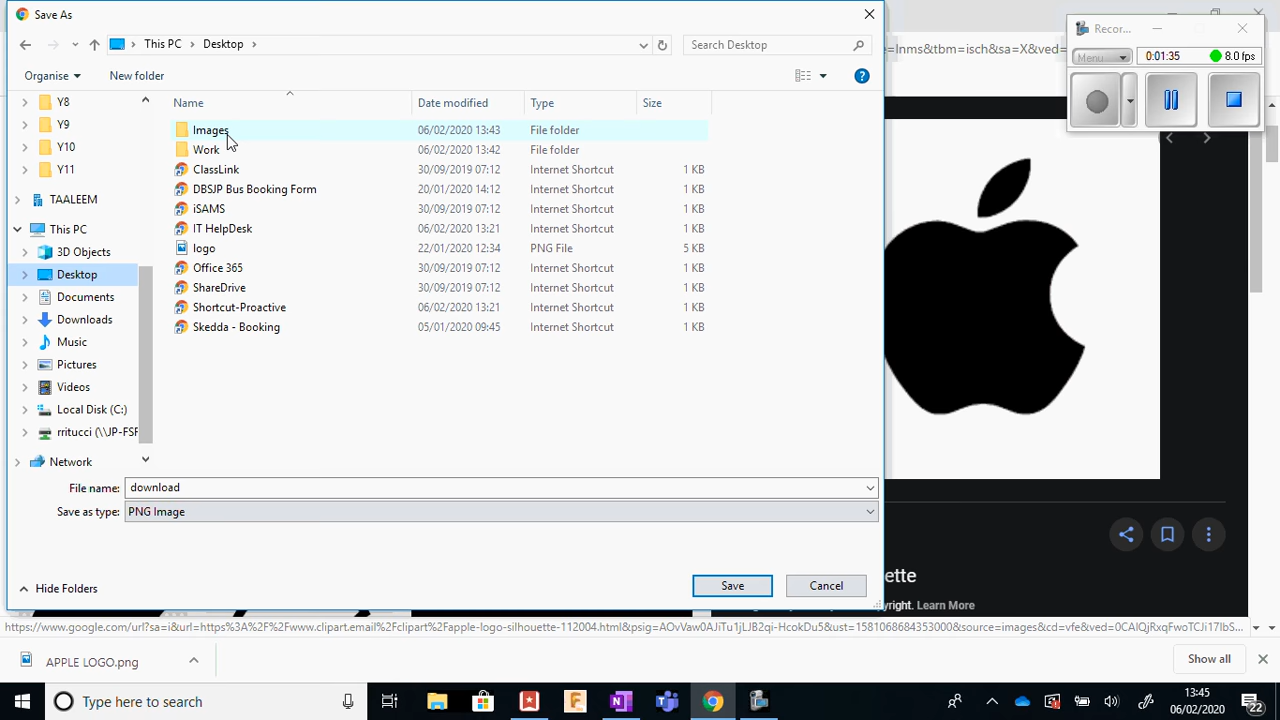 Save As
This PC
Desktop
Search Desktop
Organise
New folder
Name
Date modified
Type
Size
Y8
Y9
Y10
Y11
TAALEEM
This PC
3D Objects
Desktop
Documents
Downloads
Music
Pictures
Videos
Local Disk (C:)
rritucci (\\JP-FSF
Network
Images 06/02/2020 13:43 File folder
Work 06/02/2020 13:42 File folder
ClassLink 30/09/2019 07:12 Internet Shortcut 1 KB
DBSJP Bus Booking Form 20/01/2020 14:12 Internet Shortcut 1 KB
iSAMS 30/09/2019 07:12 Internet Shortcut 1 KB
IT HelpDesk 06/02/2020 13:21 Internet Shortcut 1 KB
logo 22/01/2020 12:34 PNG File 5 KB
Office 365 30/09/2019 07:12 Internet Shortcut 1 KB
ShareDrive 30/09/2019 07:12 Internet Shortcut 1 KB
Shortcut-Proactive 06/02/2020 13:21 Internet Shortcut 1 KB
Skedda - Booking 05/01/2020 09:45 Internet Shortcut 1 KB
File name: download
Save as type: PNG Image
Hide Folders
Save
Cancel
=lnms&tbm=isch&sa=X&ved=
Recor...
Menu
0:01:35
8.0 fps
ette
pyright. Learn More
https://www.google.com/url?sa=i&url=https%3A%2F%2Fwww.clipart.email%2Fclipart%2Fapple-logo-silhouette-112004.html&psig=AOvVaw0AJiTu1jLJB2qi-HcokDu5&ust=1581068684353000&source=images&cd=vfe&ved=0CAIQjRxqFwoTCJi17IbS...
APPLE LOGO.png
Show all
Type here to search
13:45
06/02/2020
22